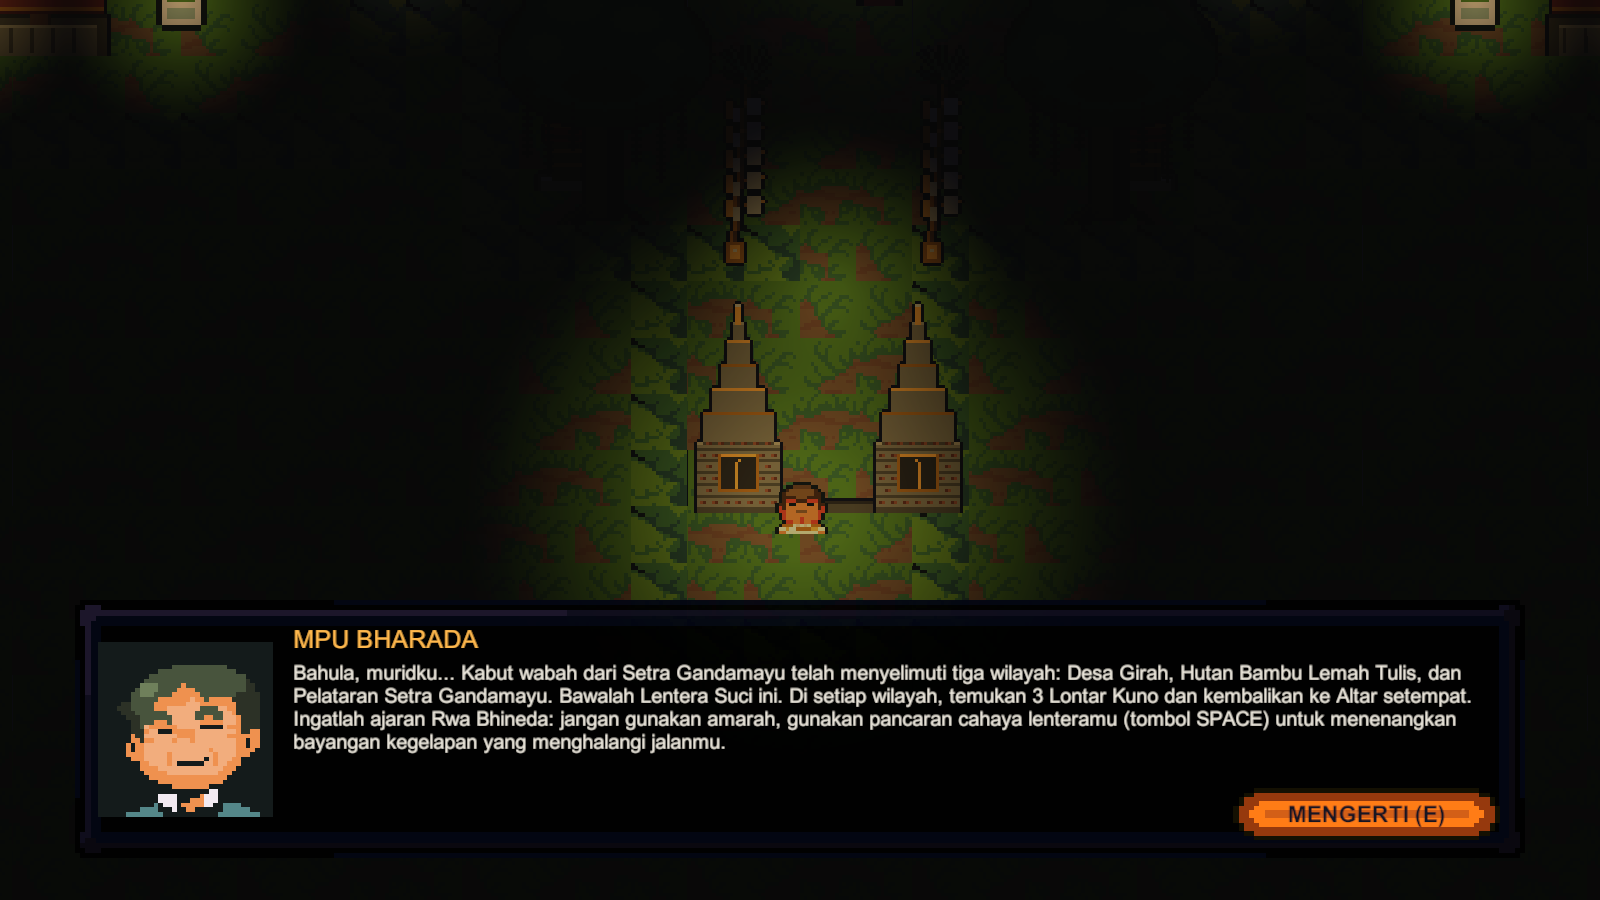 MPU BHARADA
Bahula, muridku... Kabut wabah dari Setra Gandamayu telah menyelimuti tiga wilayah: Desa Girah, Hutan Bambu Lemah Tulis, dan
Pelataran Setra Gandamayu. Bawalah Lentera Suci ini. Di setiap wilayah, temukan 3 Lontar Kuno dan kembalikan ke Altar setempat.
Ingatlah ajaran Rwa Bhineda: jangan gunakan amarah, gunakan pancaran cahaya lenteramu (tombol SPACE) untuk menenangkan
bayangan kegelapan yang menghalangi jalanmu.
MENGERTI (E)